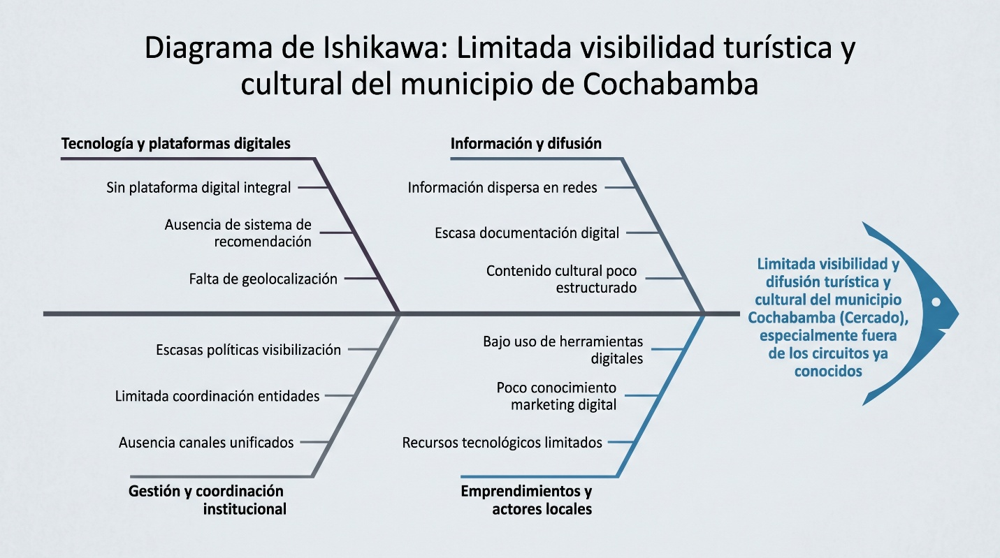 Diagrama de Ishikawa: Limitada visibilidad turística y
cultural del municipio de Cochabamba
Tecnología y plataformas digitales
Sin plataforma digital integral
Ausencia de sistema de
recomendación
Falta de geolocalización
Información y difusión
Información dispersa en redes
Escasa documentación digital
Contenido cultural poco
estructurado
Escasas políticas visibilización
Limitada coordinación entidades
Ausencia canales unificados
Gestión y coordinación
institucional
Bajo uso de herramientas
digitales
Poco conocimiento
marketing digital
Recursos tecnológicos limitados
Emprendimientos y
actores locales
Limitada visibilidad y
difusión turística y
cultural del municipio
Cochabamba (Cercado),
especialmente fuera
de los circuitos ya
conocidos